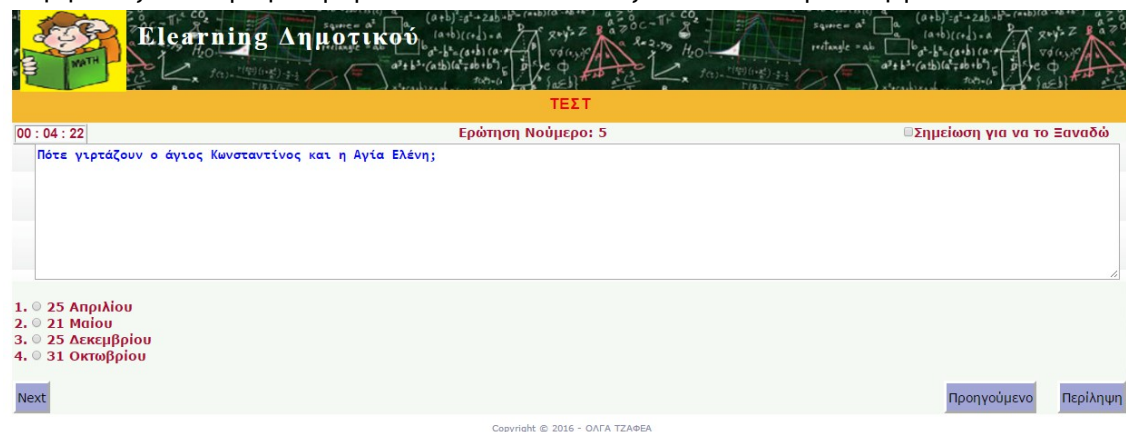 MATH
Elearning Δημοτικού
ΤΕΣΤ
00 : 04 : 22
Ερώτηση Νούμερο: 5
Σημείωση για να το Ξαναδώ
Πότε γιρτάζουν ο άγιος Κωνσταντίνος και η Αγία Ελένη;
1. 25 Απριλίου
2. 21 Μαίου
3. 25 Δεκεμβρίου
4. 31 Οκτωβρίου
Next
Προηγούμενο
Περίληψη
Copyright © 2016 - ΟΛΓΑ ΤΖΑΦΕΑ